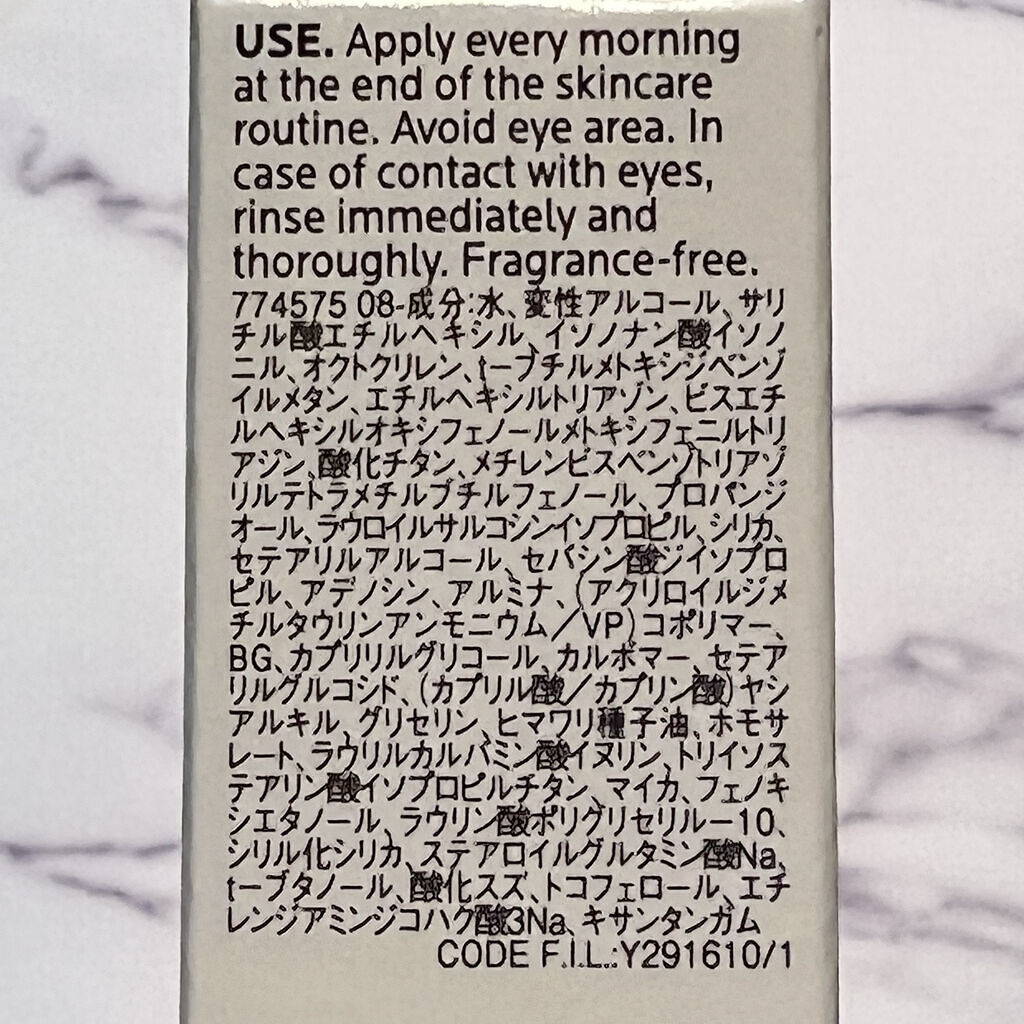 USE. Apply every morning
at the end of the skincare
routine. Avoid eye area. In
case of contact with eyes,
rinse immediately and
thoroughly. Fragrance-free.
774575 08-成分:水、変性アルコール、サリ
チル酸エチルヘキシル、イソノナン酸イソノ
ニル、オクトクリレン、t－ブチルメトキシジベンゾ
イルメタン、エチルヘキシルトリアゾン、ビスエチ
ルヘキシルオキシフェノールメトキシフェニルトリ
アジン、酸化チタン、メチレンビスベンゾトリアゾ
リルテトラメチルブチルフェノール、プロパンジ
オール、ラウロイルサルコシンイソプロピル、シリカ、
セテアリルアルコール、セバシン酸ジイソプロ
ピル、アデノシン、アルミナ、(アクリロイルジメ
チルタウリンアンモニウム／VP)コポリマー、
BG、カプリリルグリコール、カルボマー、セテア
リルグルコシド、(カプリル酸／カプリン酸)ヤシ
アルキル、グリセリン、ヒマワリ種子油、ホモサ
レート、ラウリルカルバミン酸イヌリン、トリイソス
テアリン酸イソプロピルチタン、マイカ、フェノキ
シエタノール、ラウリン酸ポリグリセリル－10、
シリル化シリカ、ステアロイルグルタミン酸Na、
t－ブタノール、酸化スズ、トコフェロール、エチ
レンジアミンジコハク酸3Na、キサンタンガム
CODE F.I.L.:Y291610/1